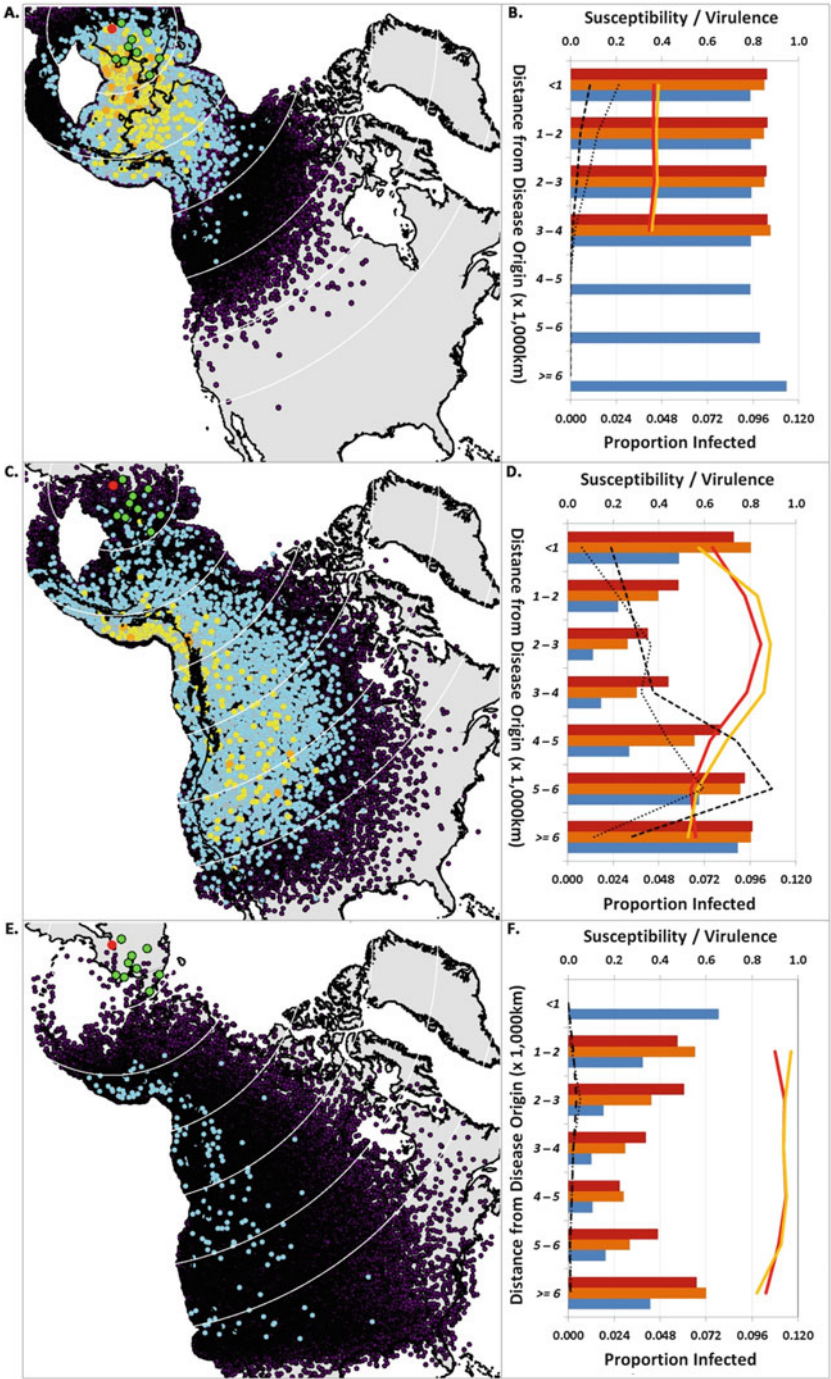 A.
B.
Susceptibility / Virulence
0.0 0.2 0.4 0.6 0.8 1.0
Distance from Disease Origin (x 1,000km)
<1
1 – 2
2 – 3
3 – 4
4 – 5
5 – 6
>= 6
0.000 0.024 0.048 0.072 0.096 0.120
Proportion Infected
C.
D.
Susceptibility / Virulence
0.0 0.2 0.4 0.6 0.8 1.0
Distance from Disease Origin (x 1,000km)
<1
1 – 2
2 – 3
3 – 4
4 – 5
5 – 6
>= 6
0.000 0.024 0.048 0.072 0.096 0.120
Proportion Infected
E.
F.
Susceptibility / Virulence
0.0 0.2 0.4 0.6 0.8 1.0
Distance from Disease Origin (x 1,000km)
<1
1 – 2
2 – 3
3 – 4
4 – 5
5 – 6
>= 6
0.000 0.024 0.048 0.072 0.096 0.120
Proportion Infected